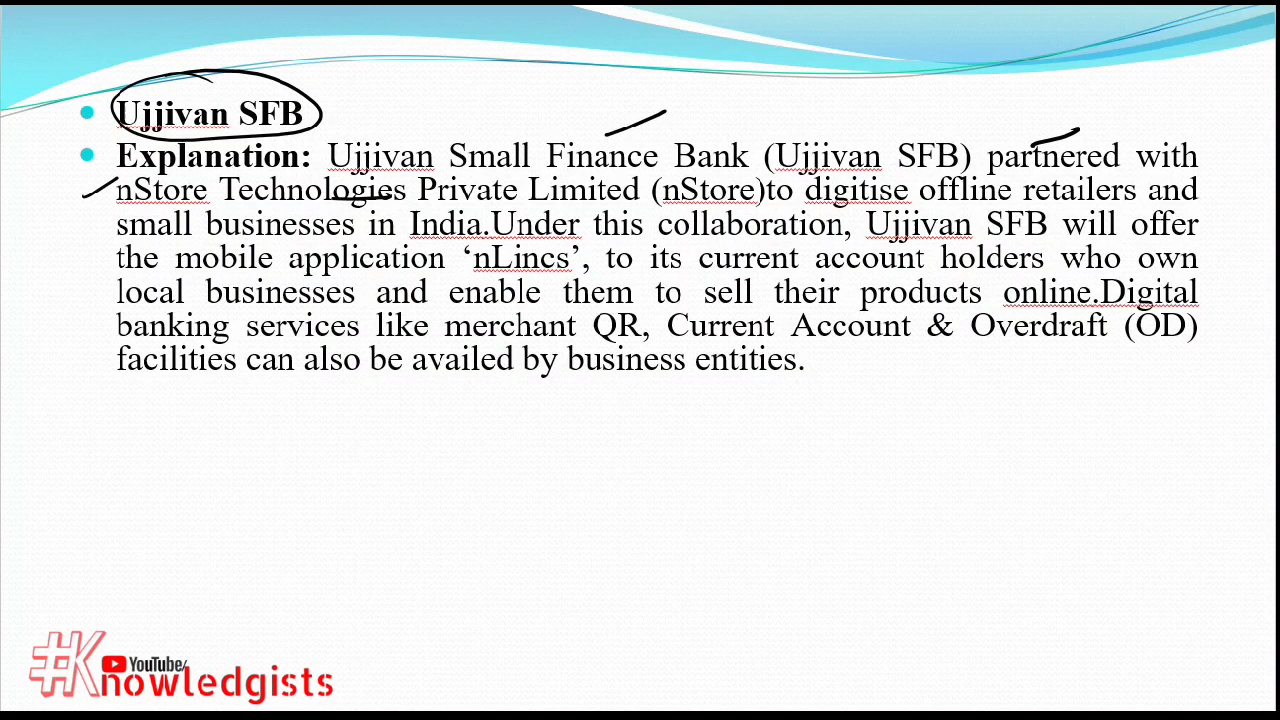 Ujjivan SFB
Explanation: Ujjivan Small Finance Bank (Ujjivan SFB) partnered with
nStore Technologies Private Limited (nStore)to digitise offline retailers and
small businesses in India.Under this collaboration, Ujjivan SFB will offer
the mobile application ‘nLincs’, to its current account holders who own
local businesses and enable them to sell their products online.Digital
banking services like merchant QR, Current Account & Overdraft (OD)
facilities can also be availed by business entities.
YouTube/
#Knowledgists